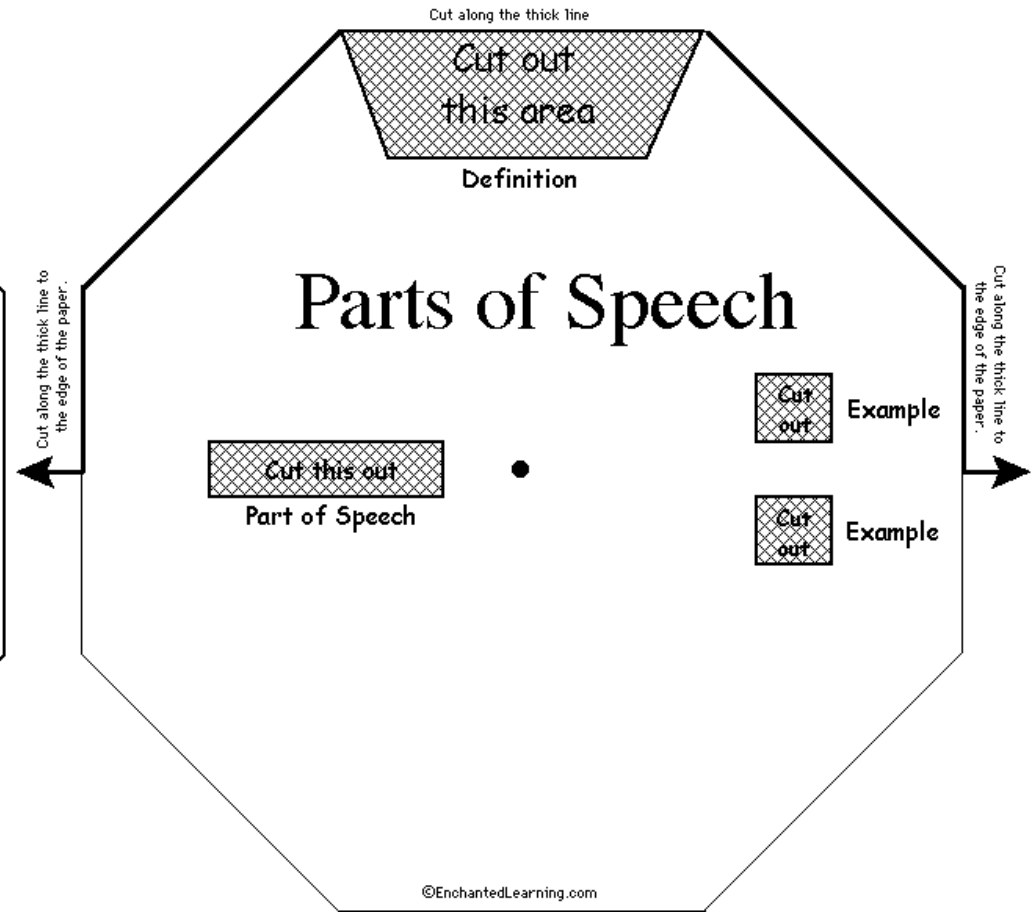 Cut along the thick line
Cut out
this area
Definition
Cut along the thick line to
the edge of the paper.
Cut along the thick line to
the edge of the paper.
Parts of Speech
Cut
out
Example
Cut this out
Part of Speech
Cut
out
Example
©EnchantedLearning.com